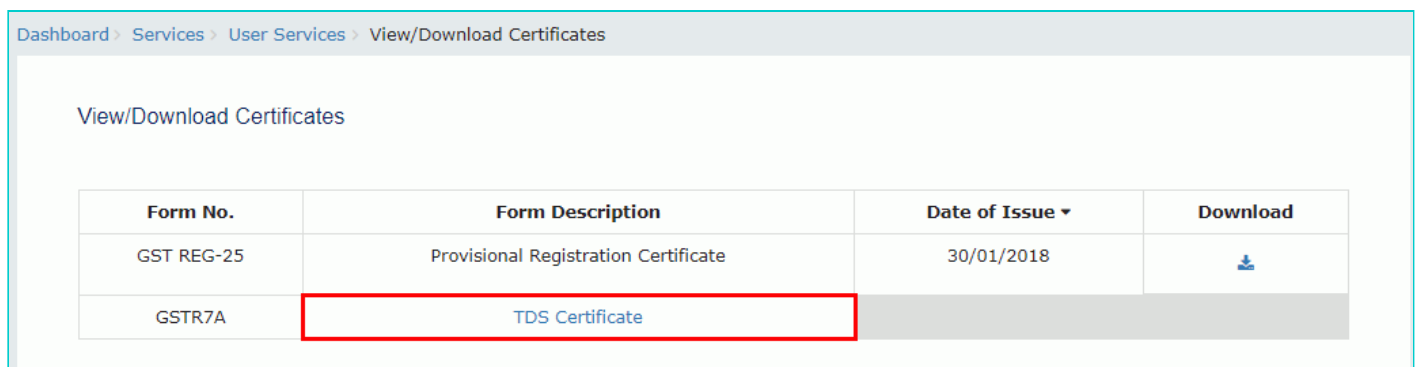 Dashboard > Services > User Services > View/Download Certificates
View/Download Certificates
Form No. Form Description Date of Issue Download
GST REG-25 Provisional Registration Certificate 30/01/2018
GSTR7A TDS Certificate